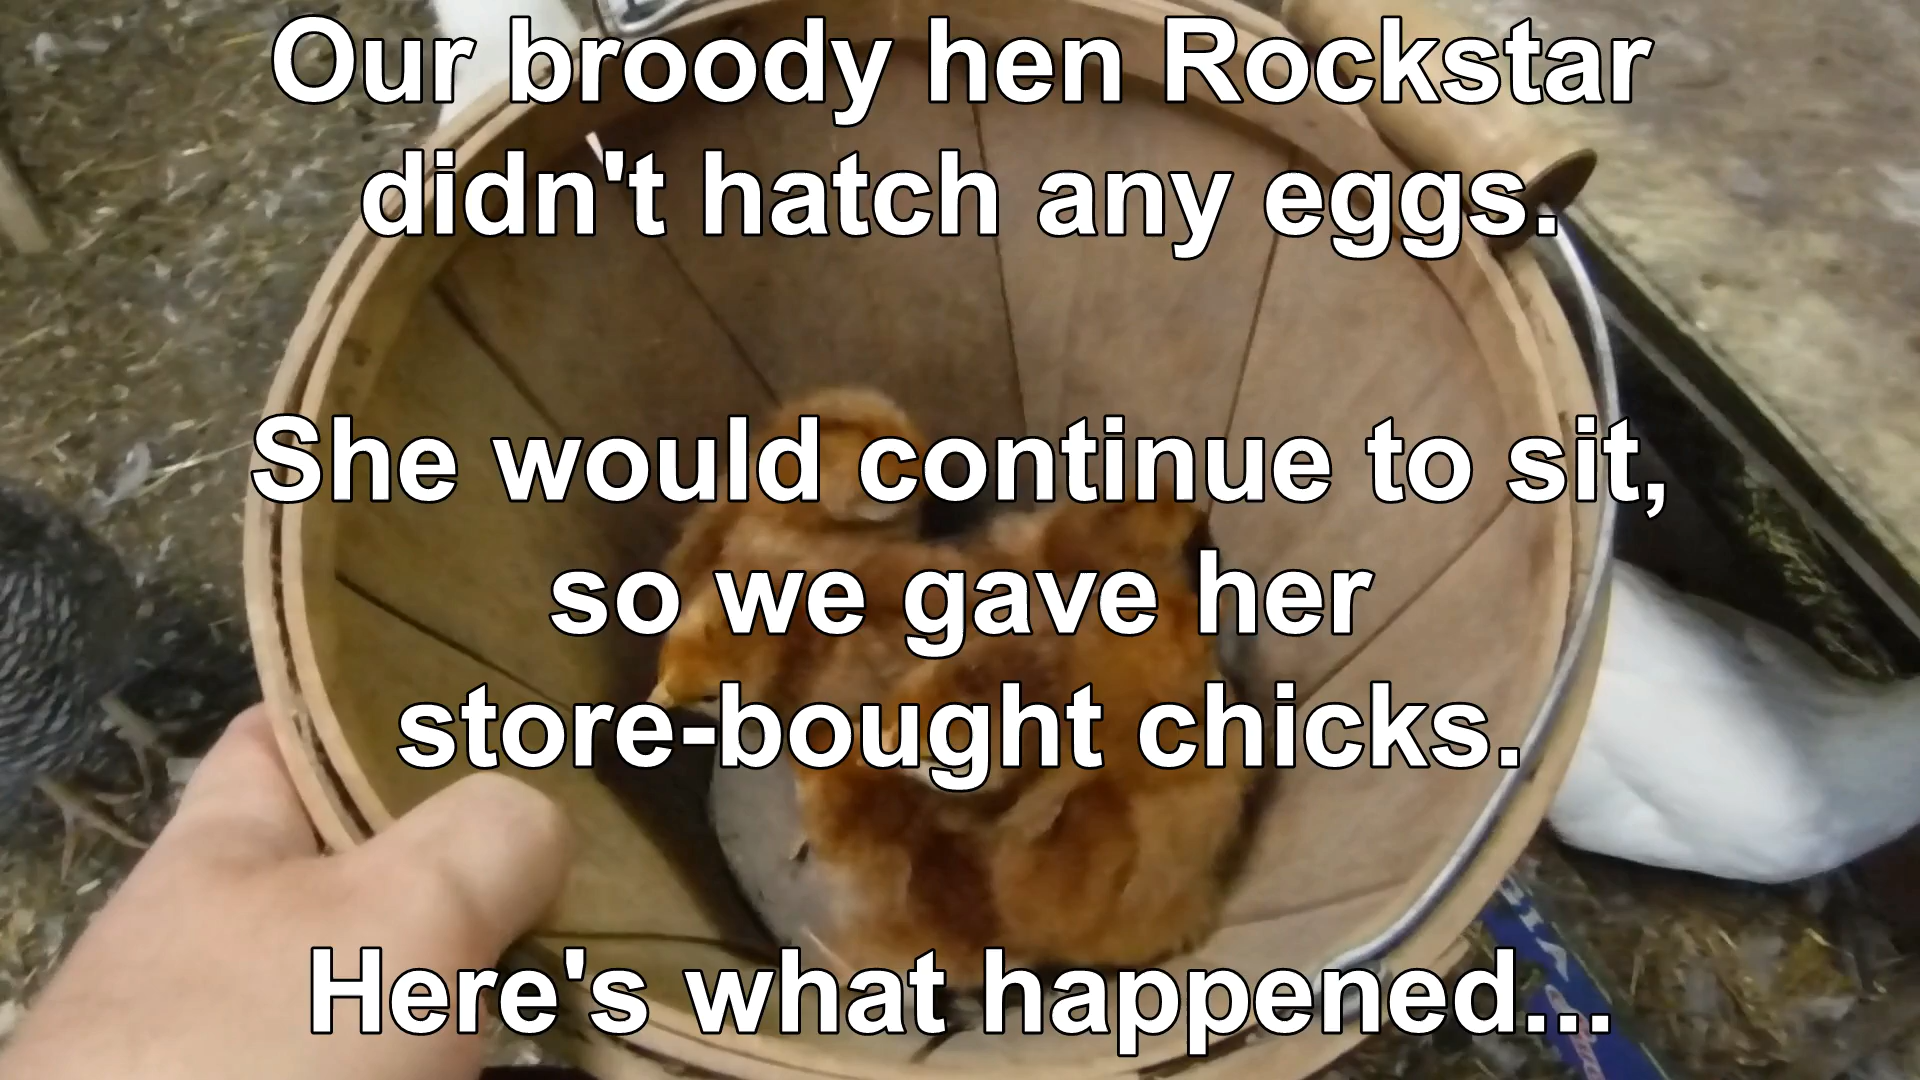 Our broody hen Rockstar
didn't hatch any eggs.
She would continue to sit,
so we gave her
store-bought chicks.
Here's what happened...